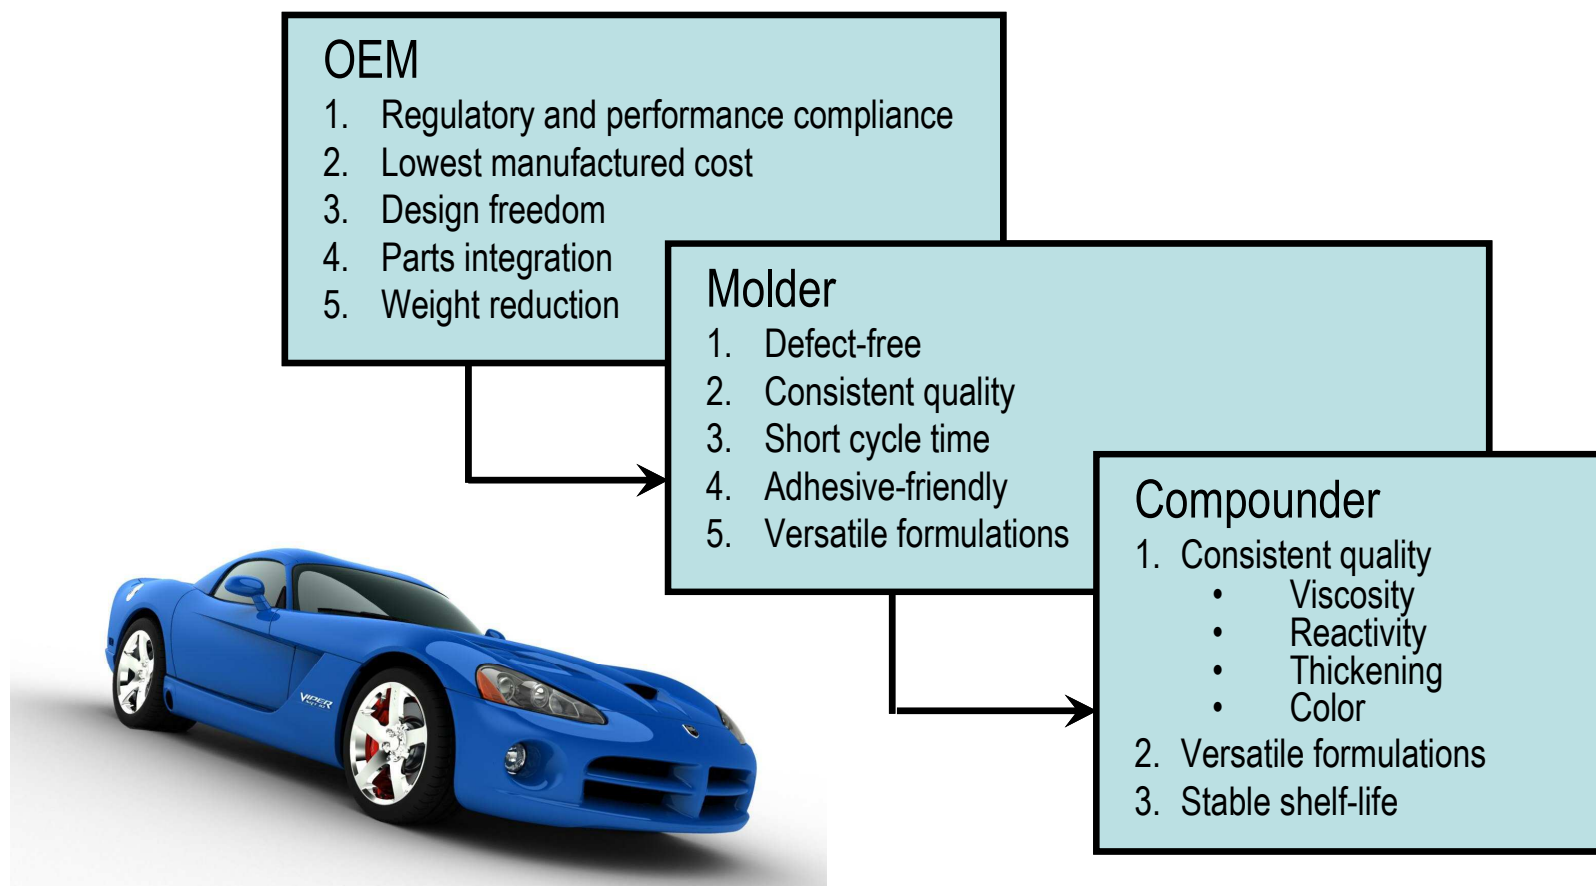 OEM
1. Regulatory and performance compliance
2. Lowest manufactured cost
3. Design freedom
4. Parts integration
5. Weight reduction
Molder
1. Defect-free
2. Consistent quality
3. Short cycle time
4. Adhesive-friendly
5. Versatile formulations
Compounder
1. Consistent quality
• Viscosity
• Reactivity
• Thickening
• Color
2. Versatile formulations
3. Stable shelf-life
VIPER